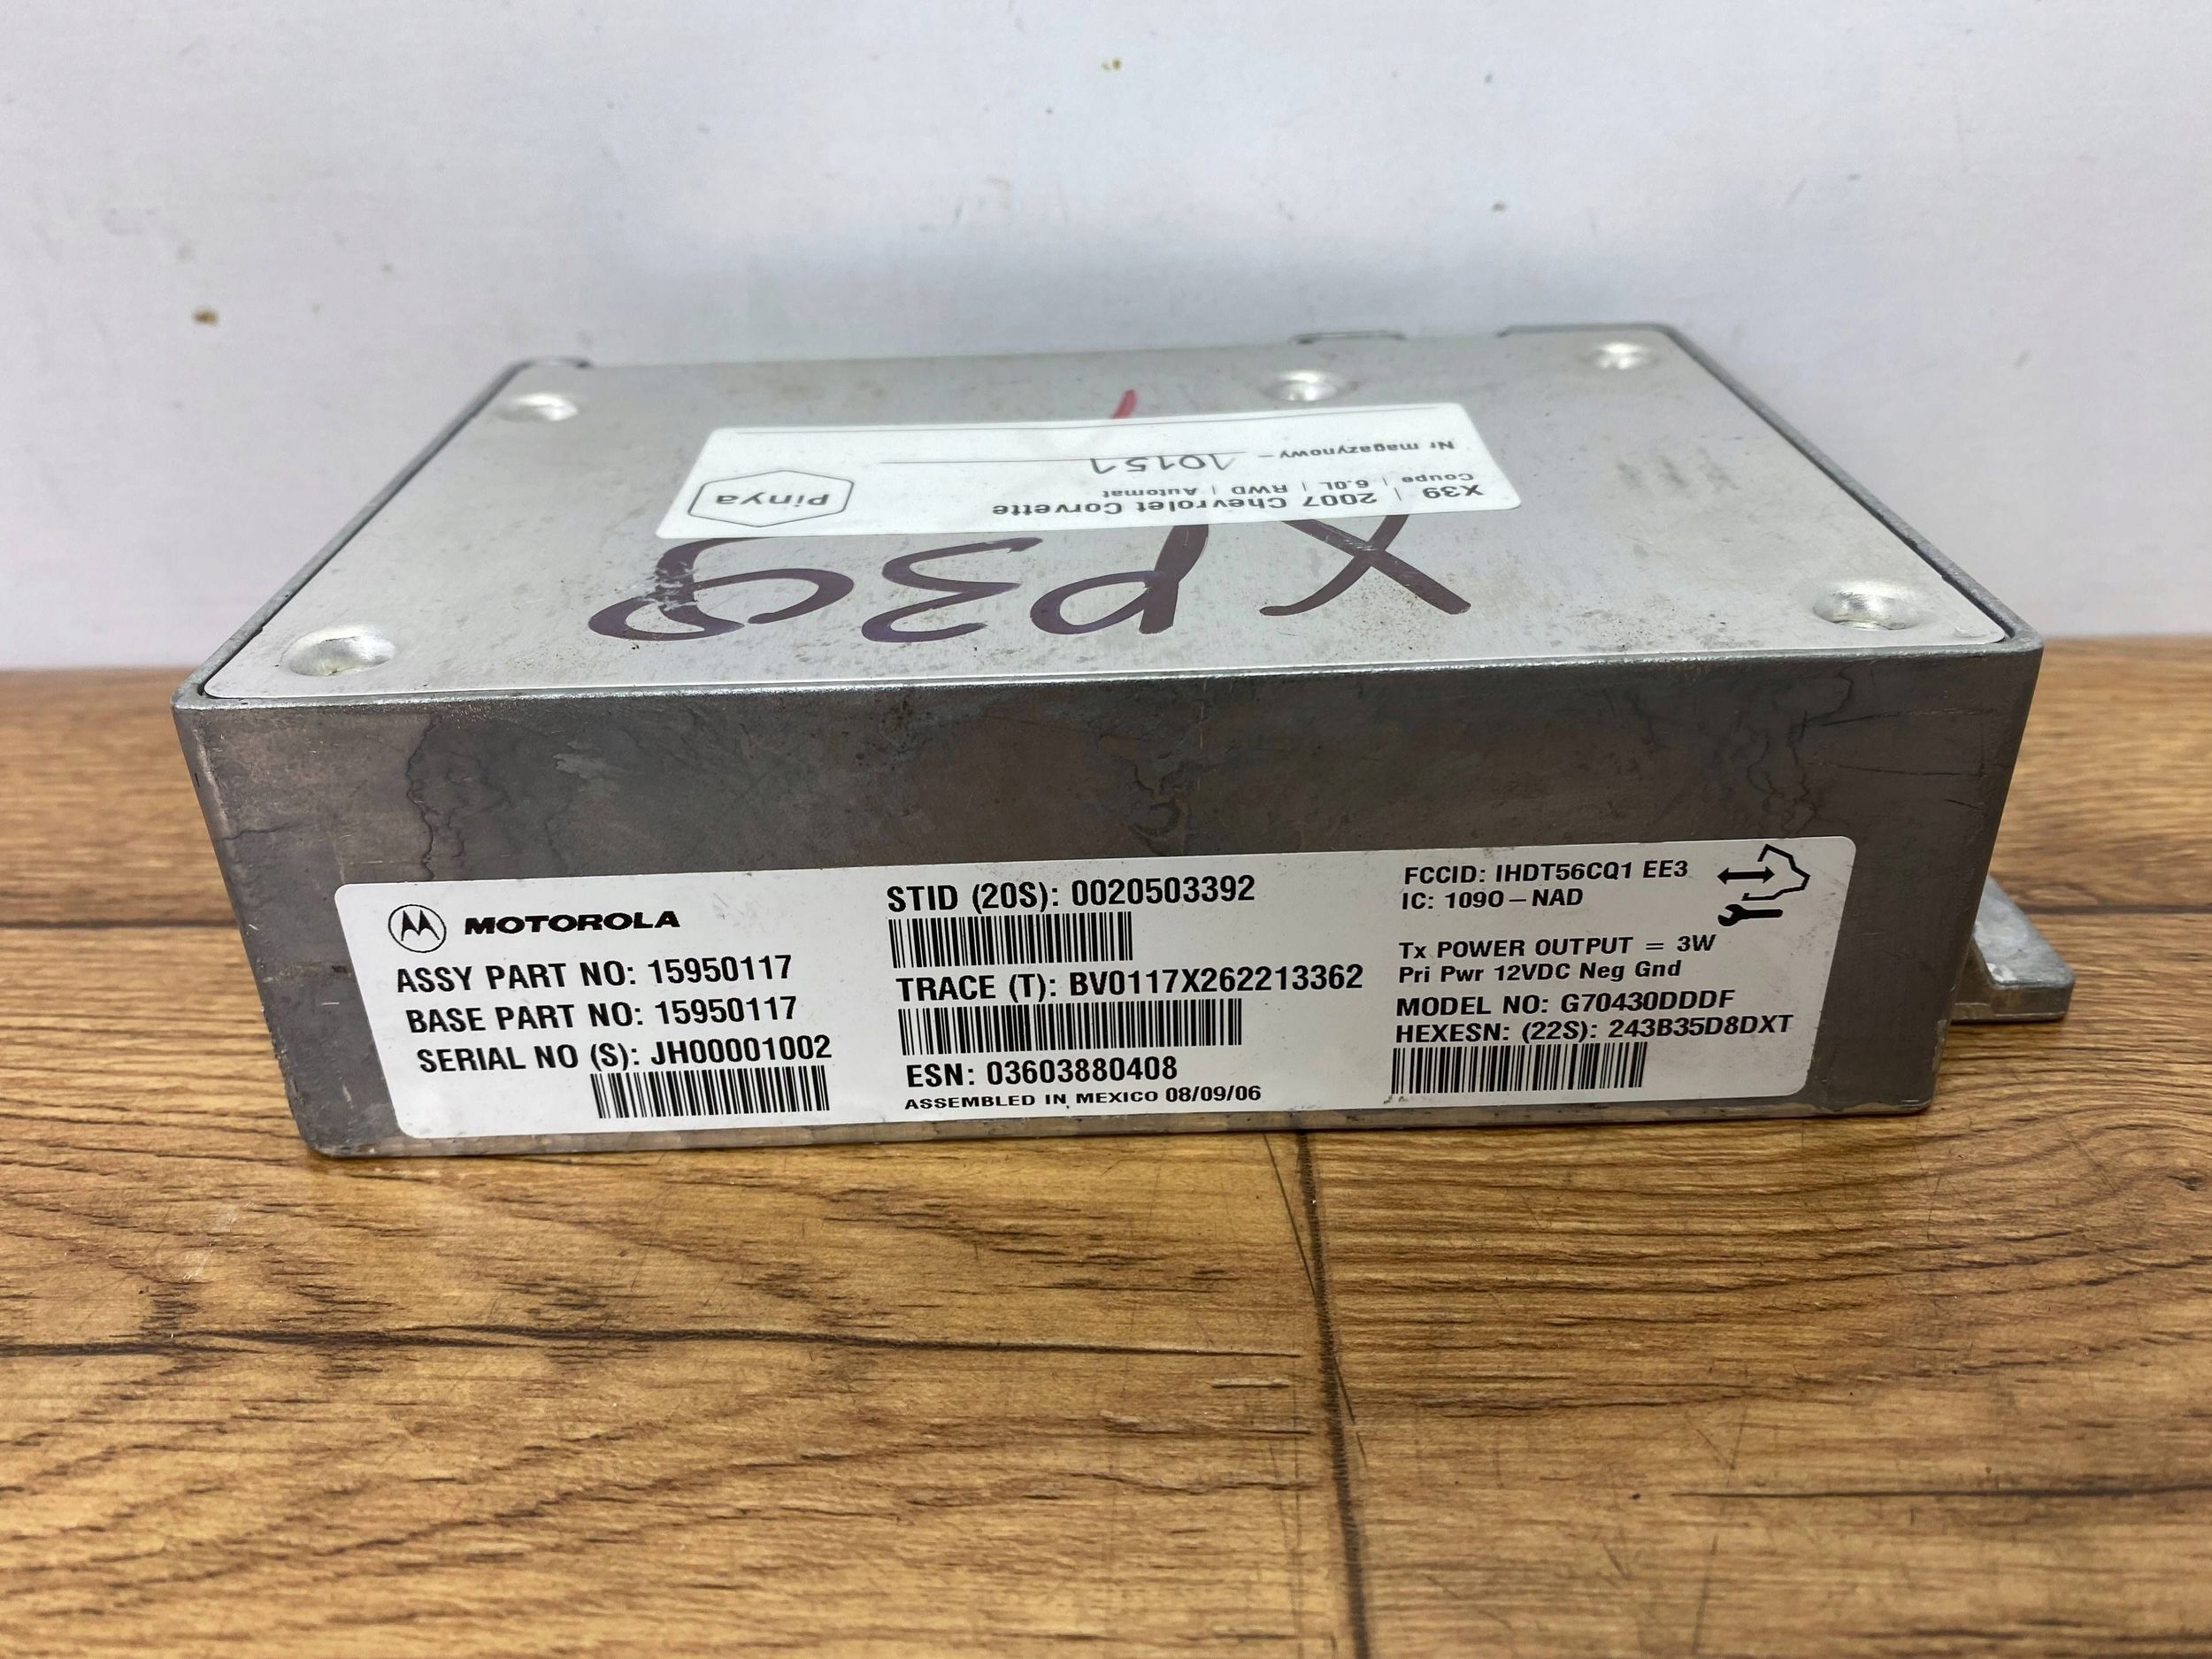 X39 | 2007 Chevrolet Corvette
Coupe | 6.0L | RWD | Automat
Nr magazynowy - 10151
Pinya
XP39
MOTOROLA
ASSY PART NO: 15950117
BASE PART NO: 15950117
SERIAL NO (S): JH00001002
STID (20S): 0020503392
TRACE (T): BV0117X262213362
ESN: 03603880408
ASSEMBLED IN MEXICO 08/09/06
FCCID: IHDT56CQ1 EE3
IC: 109O-NAD
Tx POWER OUTPUT = 3W
Pri Pwr 12VDC Neg Gnd
MODEL NO: G70430DDDF
HEXESN: (22S): 243B35D8DXT